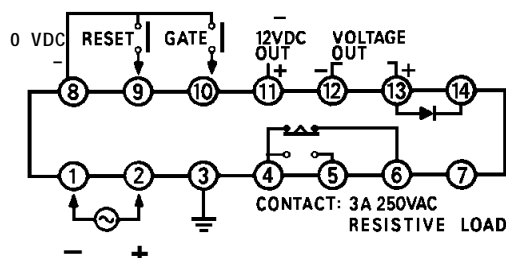 0 VDC RESET GATE 12VDC OUT VOLTAGE OUT
− − + − +
8 9 10 11 12 13 14
1 2 3 4 5 6 7
CONTACT: 3A 250VAC
RESISTIVE LOAD
− +